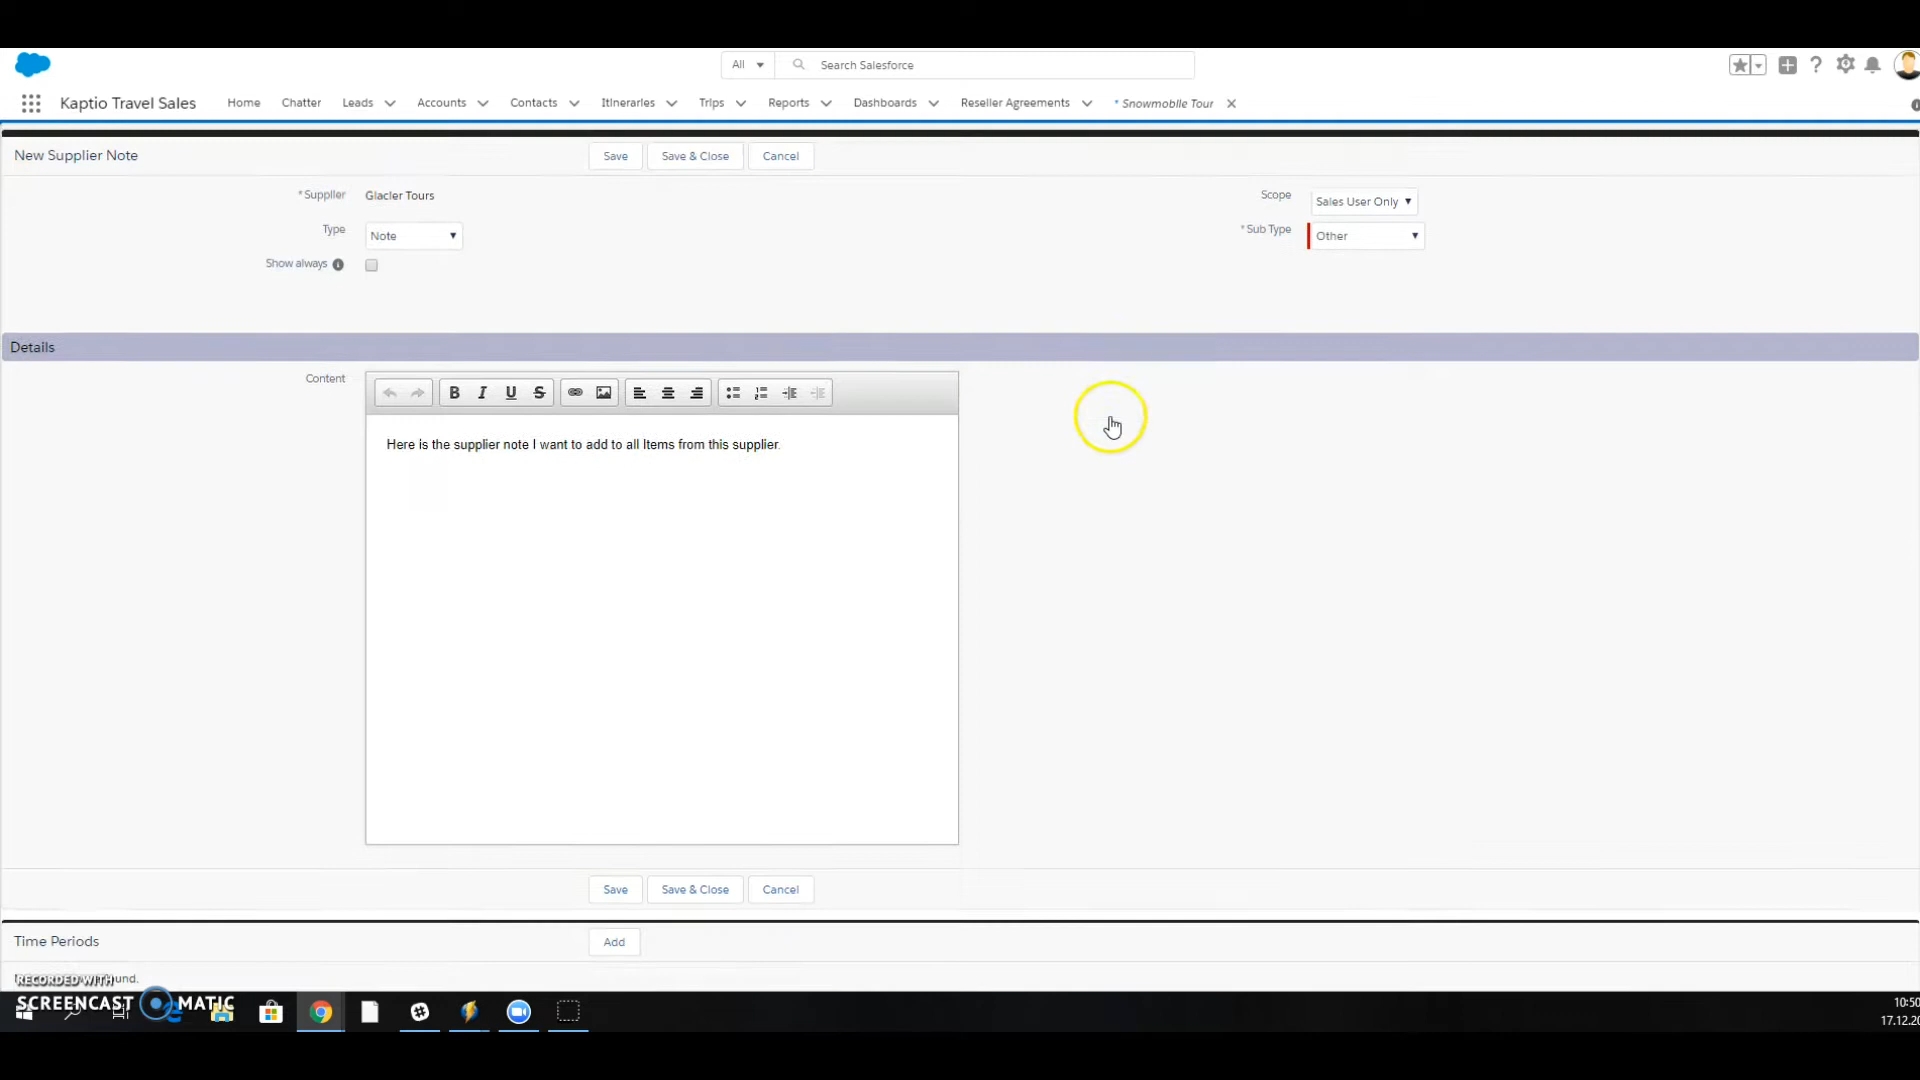 All
Search Salesforce
Kaptio Travel Sales
Home
Chatter
Leads
Accounts
Contacts
Itineraries
Trips
Reports
Dashboards
Reseller Agreements
* Snowmobile Tour
New Supplier Note
Save
Save & Close
Cancel
*Supplier
Glacier Tours
Scope
Sales User Only
Type
Note
*Sub Type
Other
Show always
Details
Content
B I U S
Here is the supplier note I want to add to all Items from this supplier.
Save
Save & Close
Cancel
Time Periods
Add
RECORDED WITH
SCREENCAST MATIC
10:50
17.12.20